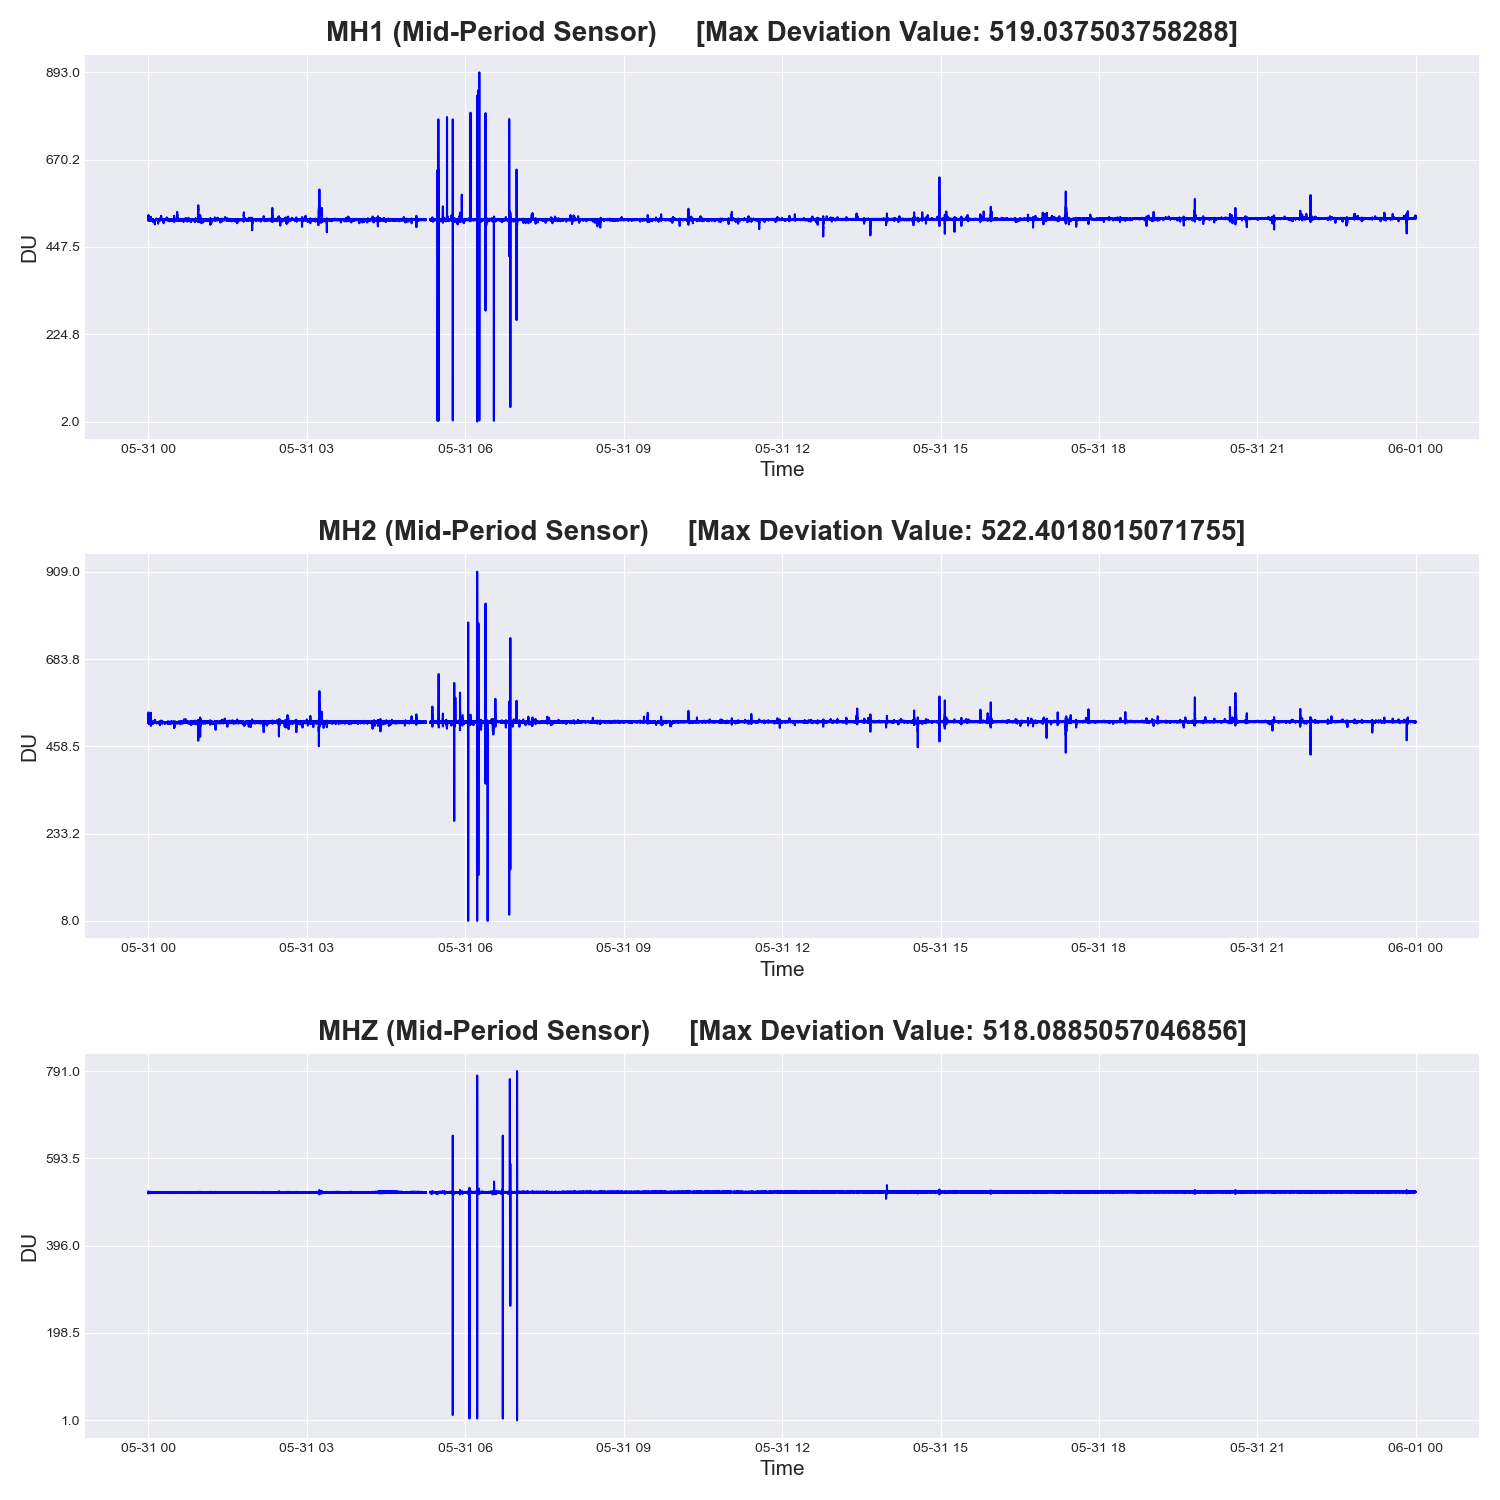 MH1 (Mid-Period Sensor) [Max Deviation Value: 519.037503758288]
893.0
670.2
447.5
224.8
2.0
DU
05-31 00 05-31 03 05-31 06 05-31 09 05-31 12 05-31 15 05-31 18 05-31 21 06-01 00
Time
MH2 (Mid-Period Sensor) [Max Deviation Value: 522.4018015071755]
909.0
683.8
458.5
233.2
8.0
DU
05-31 00 05-31 03 05-31 06 05-31 09 05-31 12 05-31 15 05-31 18 05-31 21 06-01 00
Time
MHZ (Mid-Period Sensor) [Max Deviation Value: 518.0885057046856]
791.0
593.5
396.0
198.5
1.0
DU
05-31 00 05-31 03 05-31 06 05-31 09 05-31 12 05-31 15 05-31 18 05-31 21 06-01 00
Time